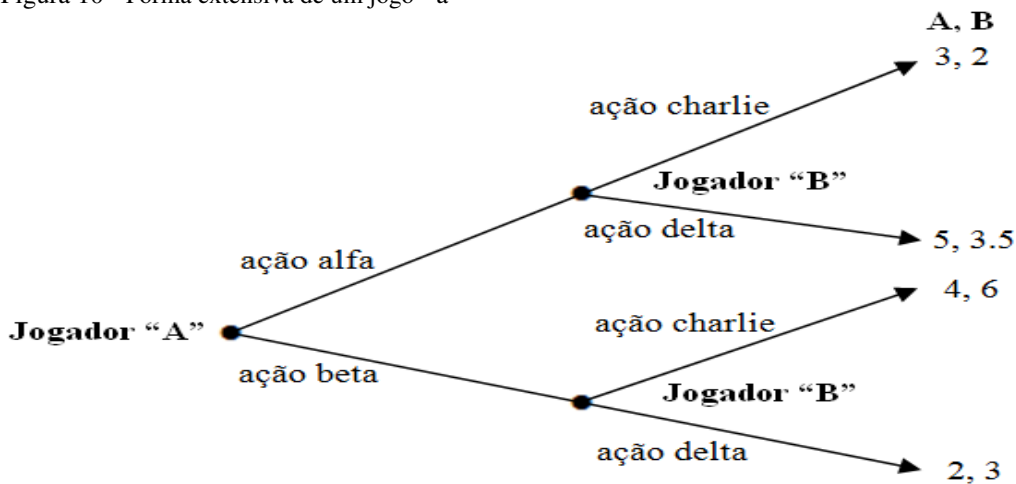 Figura 16 - Forma extensiva de um jogo - a
A, B
3, 2
ação charlie
Jogador “B”
ação delta
5, 3.5
ação alfa
4, 6
ação charlie
Jogador “A”
ação beta
Jogador “B”
ação delta
2, 3